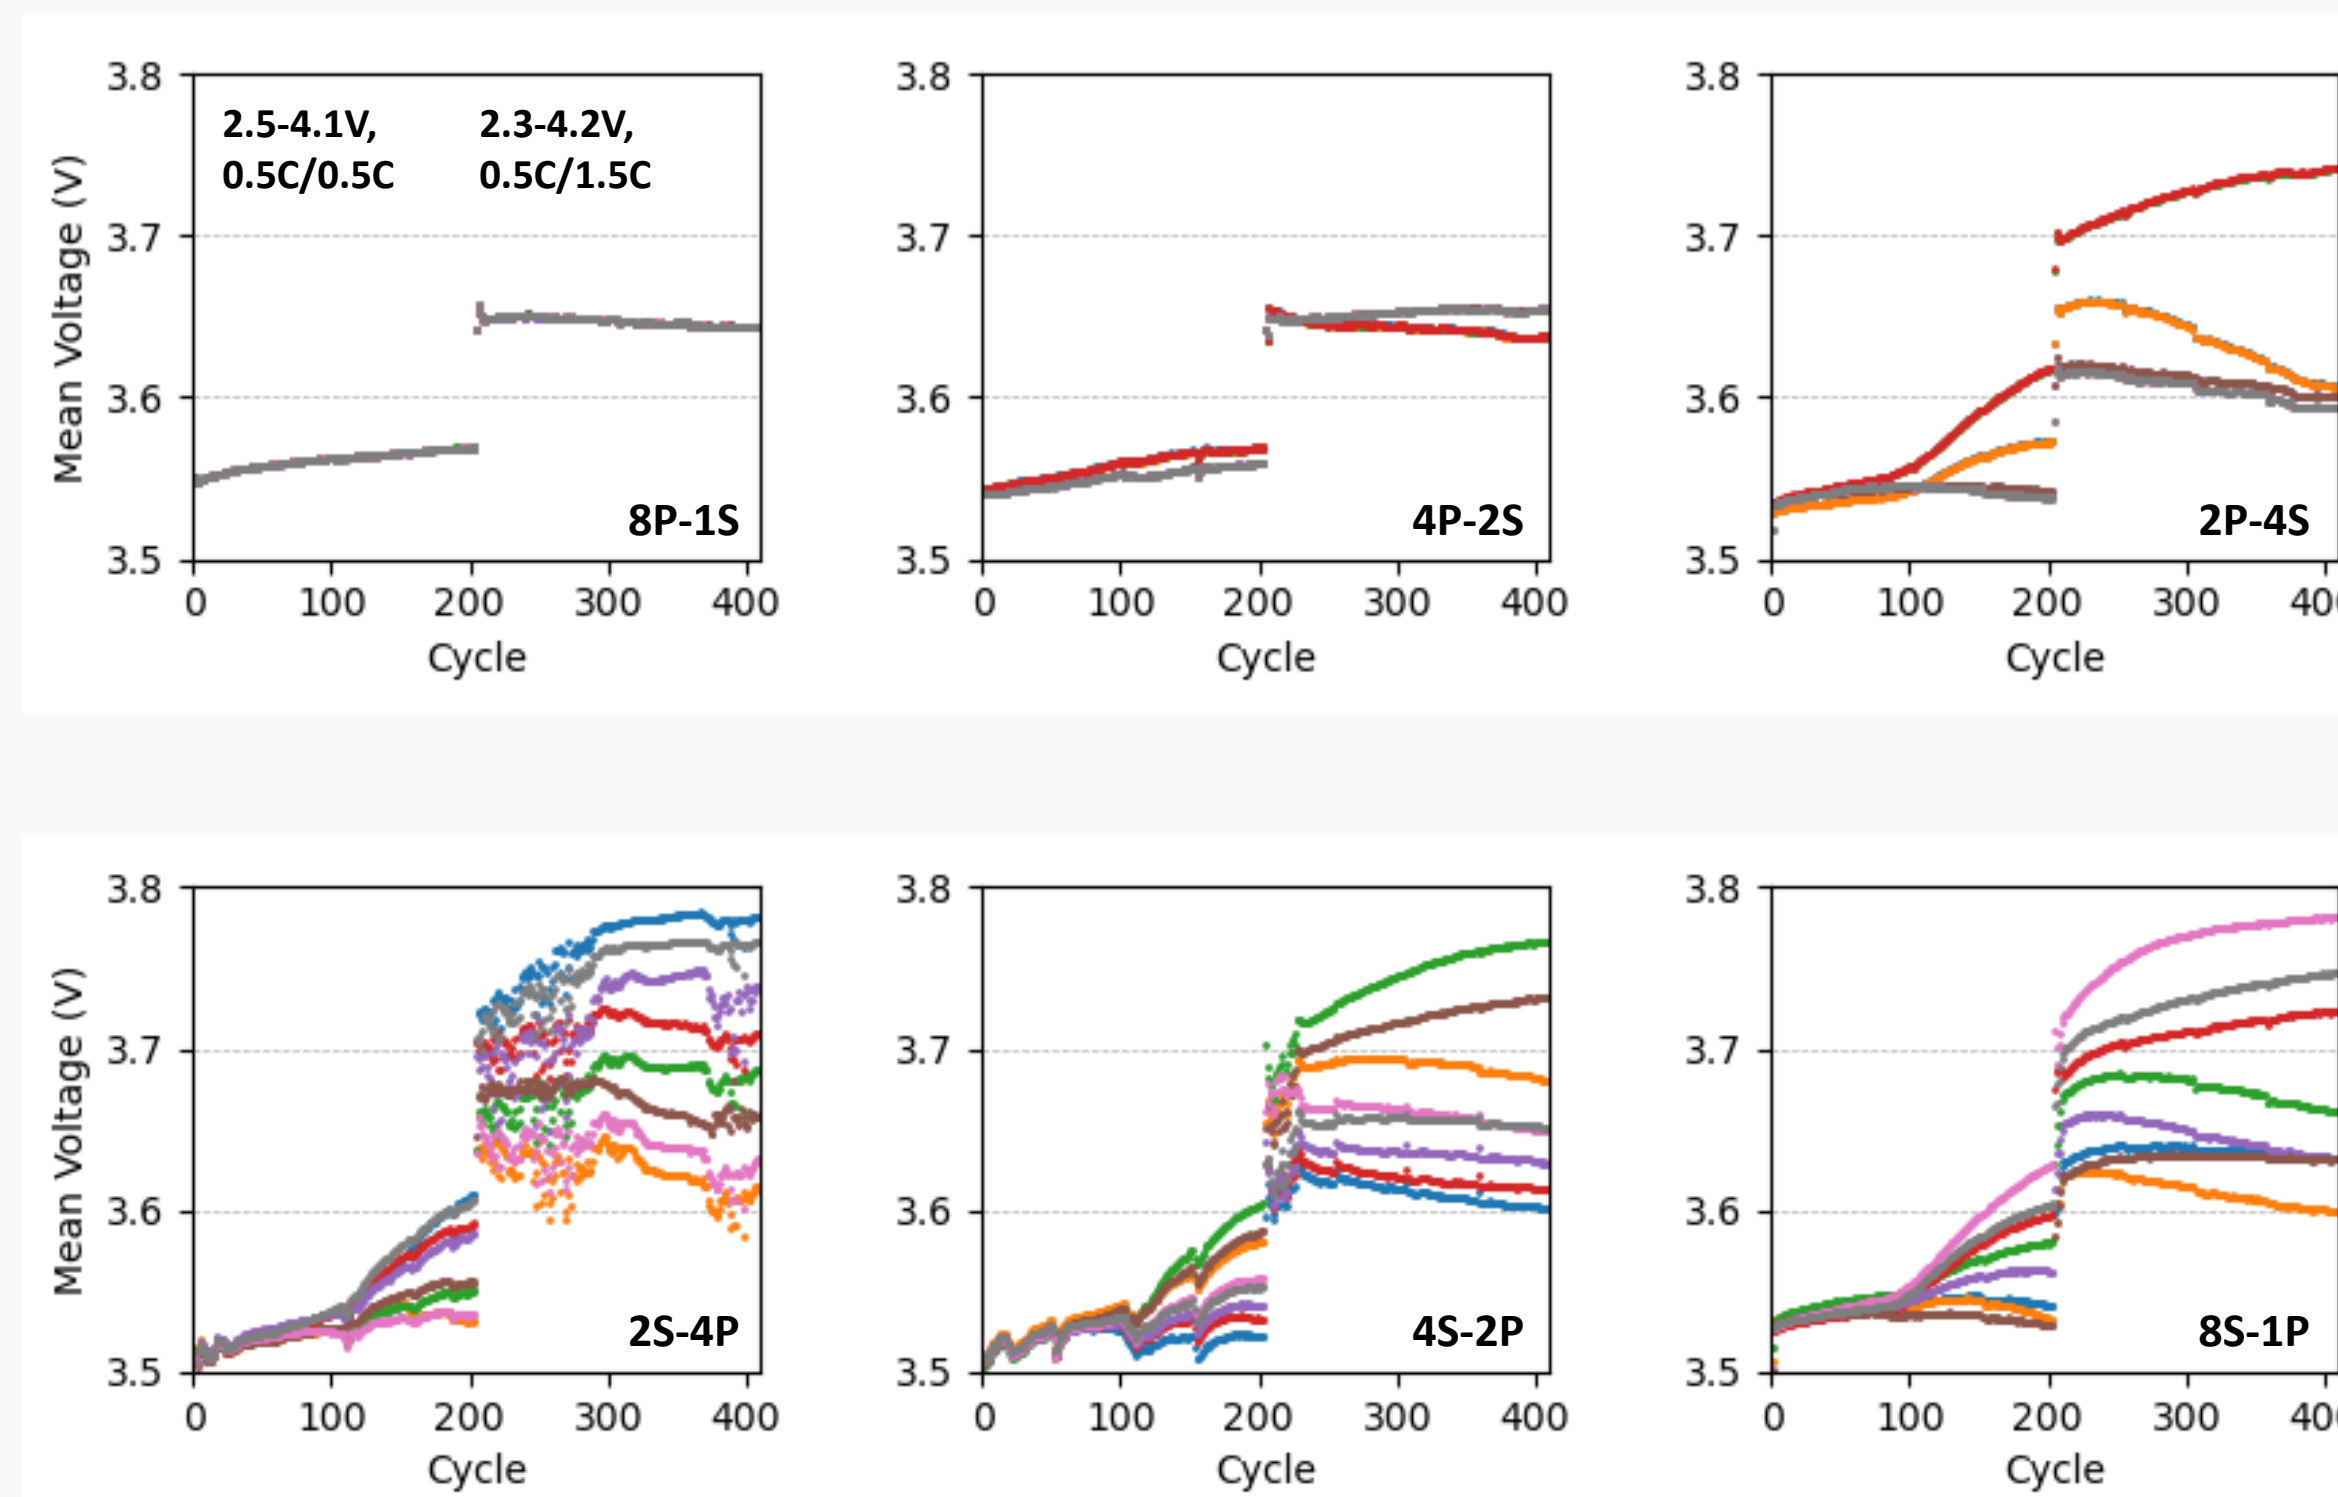 3.8
3.7
3.6
3.5
Mean Voltage (V)
2.5-4.1V,
0.5C/0.5C
2.3-4.2V,
0.5C/1.5C
8P-1S
0 100 200 300 400
Cycle
3.8
3.7
3.6
3.5
4P-2S
0 100 200 300 400
Cycle
3.8
3.7
3.6
3.5
2P-4S
0 100 200 300 40
Cycle
3.8
3.7
3.6
3.5
Mean Voltage (V)
2S-4P
0 100 200 300 400
Cycle
3.8
3.7
3.6
3.5
4S-2P
0 100 200 300 400
Cycle
3.8
3.7
3.6
3.5
8S-1P
0 100 200 300 40
Cycle